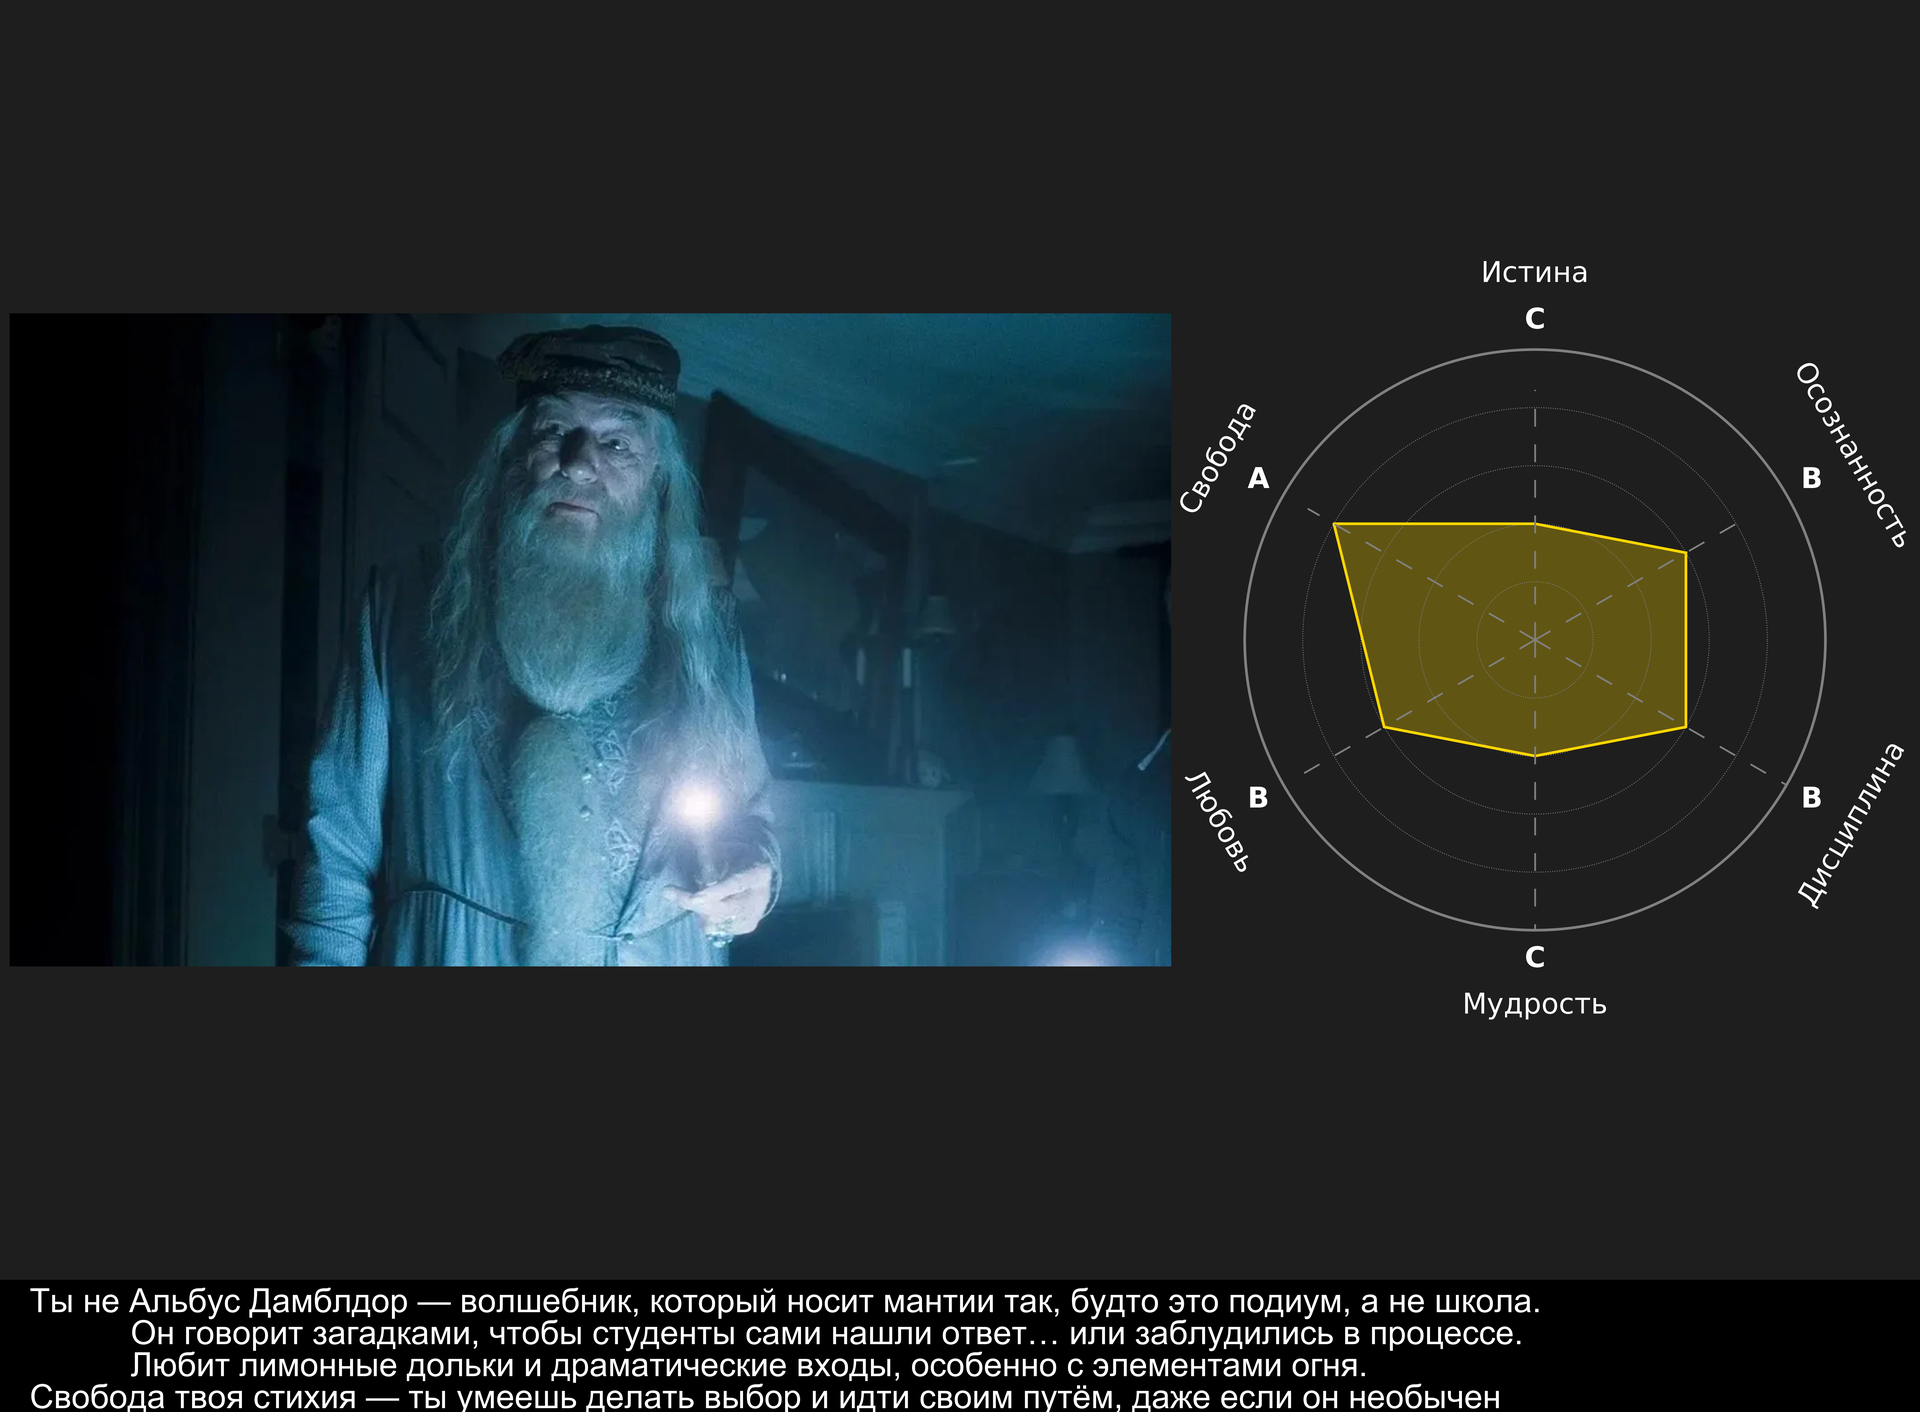 Истина
C
Осознанность
B
Свобода
A
Любовь
B
Дисциплина
B
C
Мудрость
Ты не Альбус Дамблдор — волшебник, который носит мантии так, будто это подиум, а не школа.
Он говорит загадками, чтобы студенты сами нашли ответ… или заблудились в процессе.
Любит лимонные дольки и драматические входы, особенно с элементами огня.
Свобода твоя стихия — ты умеешь делать выбор и идти своим путём, даже если он необычен